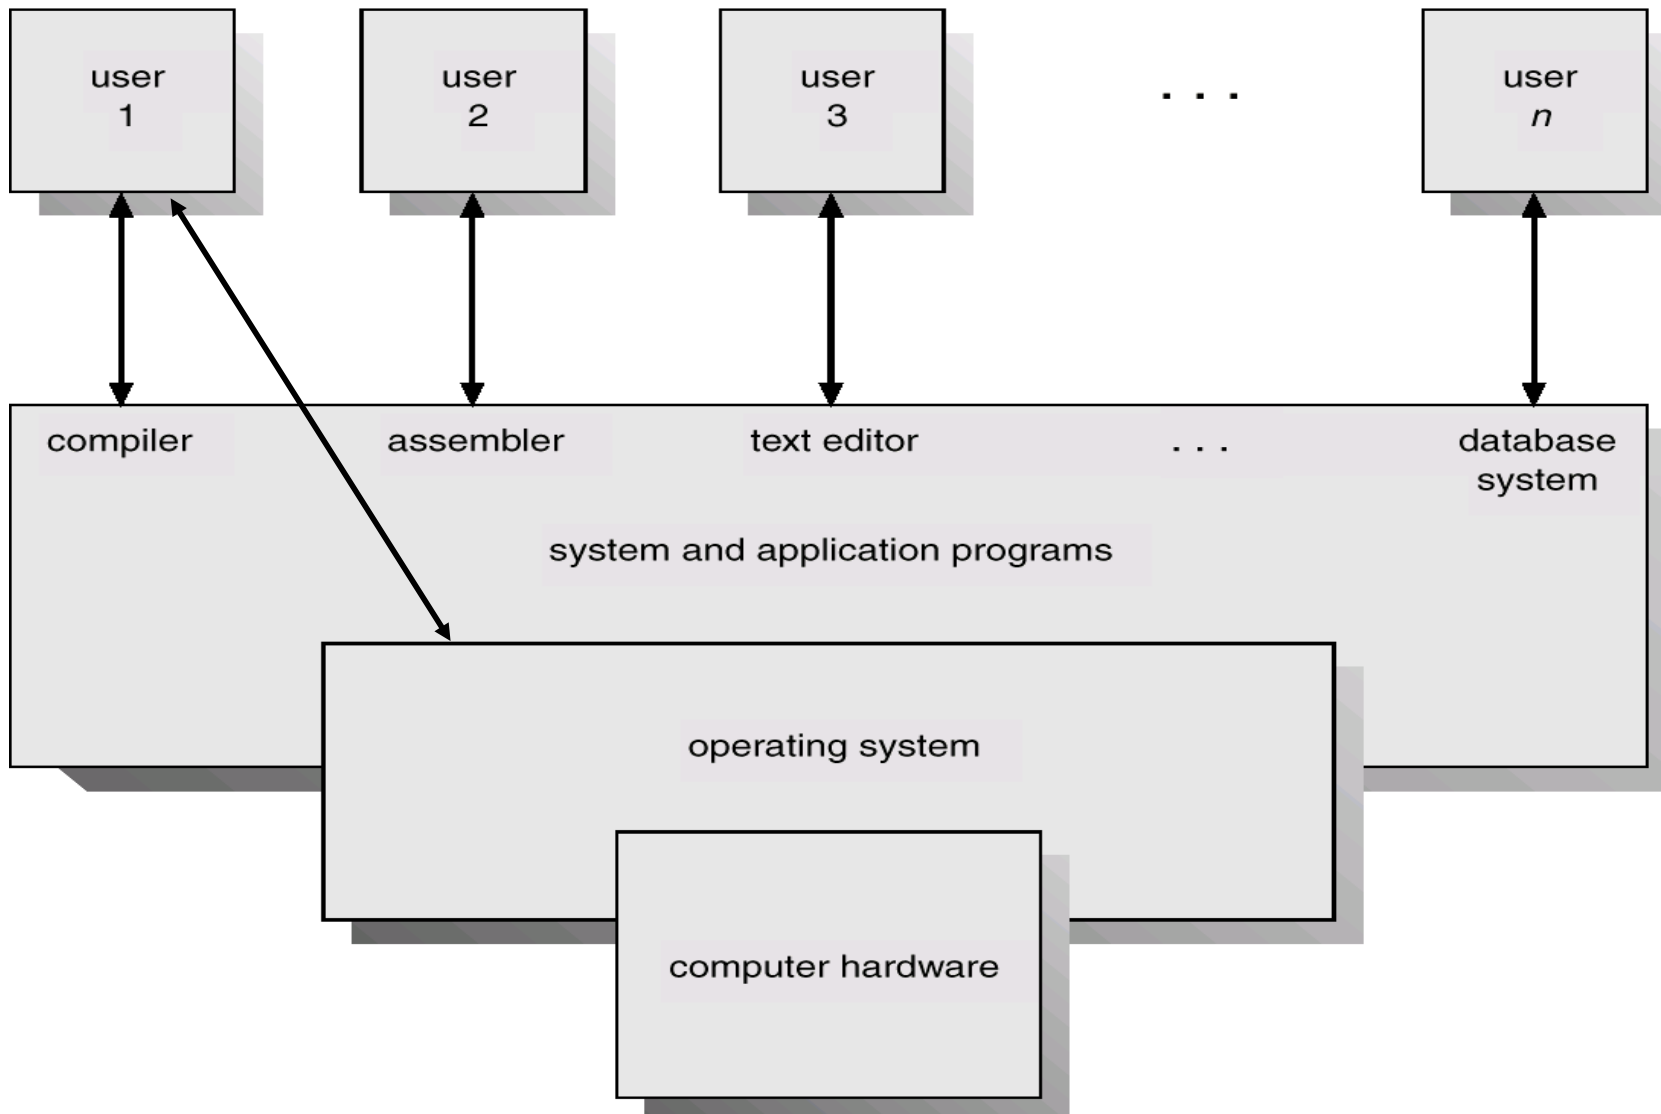 user
1
user
2
user
3
. . .
user
n
compiler
assembler
text editor
. . .
database
system
system and application programs
operating system
computer hardware